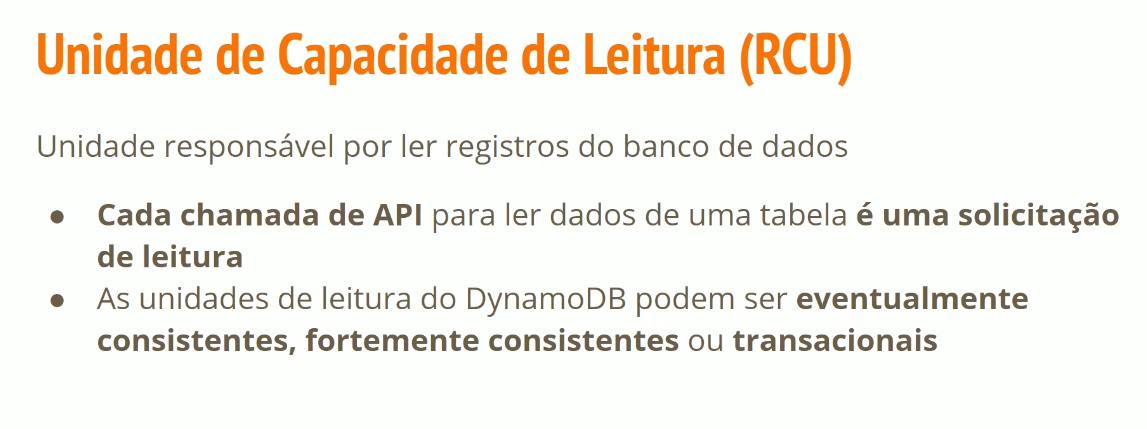 Unidade de Capacidade de Leitura (RCU)
Unidade responsável por ler registros do banco de dados
● Cada chamada de API para ler dados de uma tabela é uma solicitação
de leitura
● As unidades de leitura do DynamoDB podem ser eventualmente
consistentes, fortemente consistentes ou transacionais